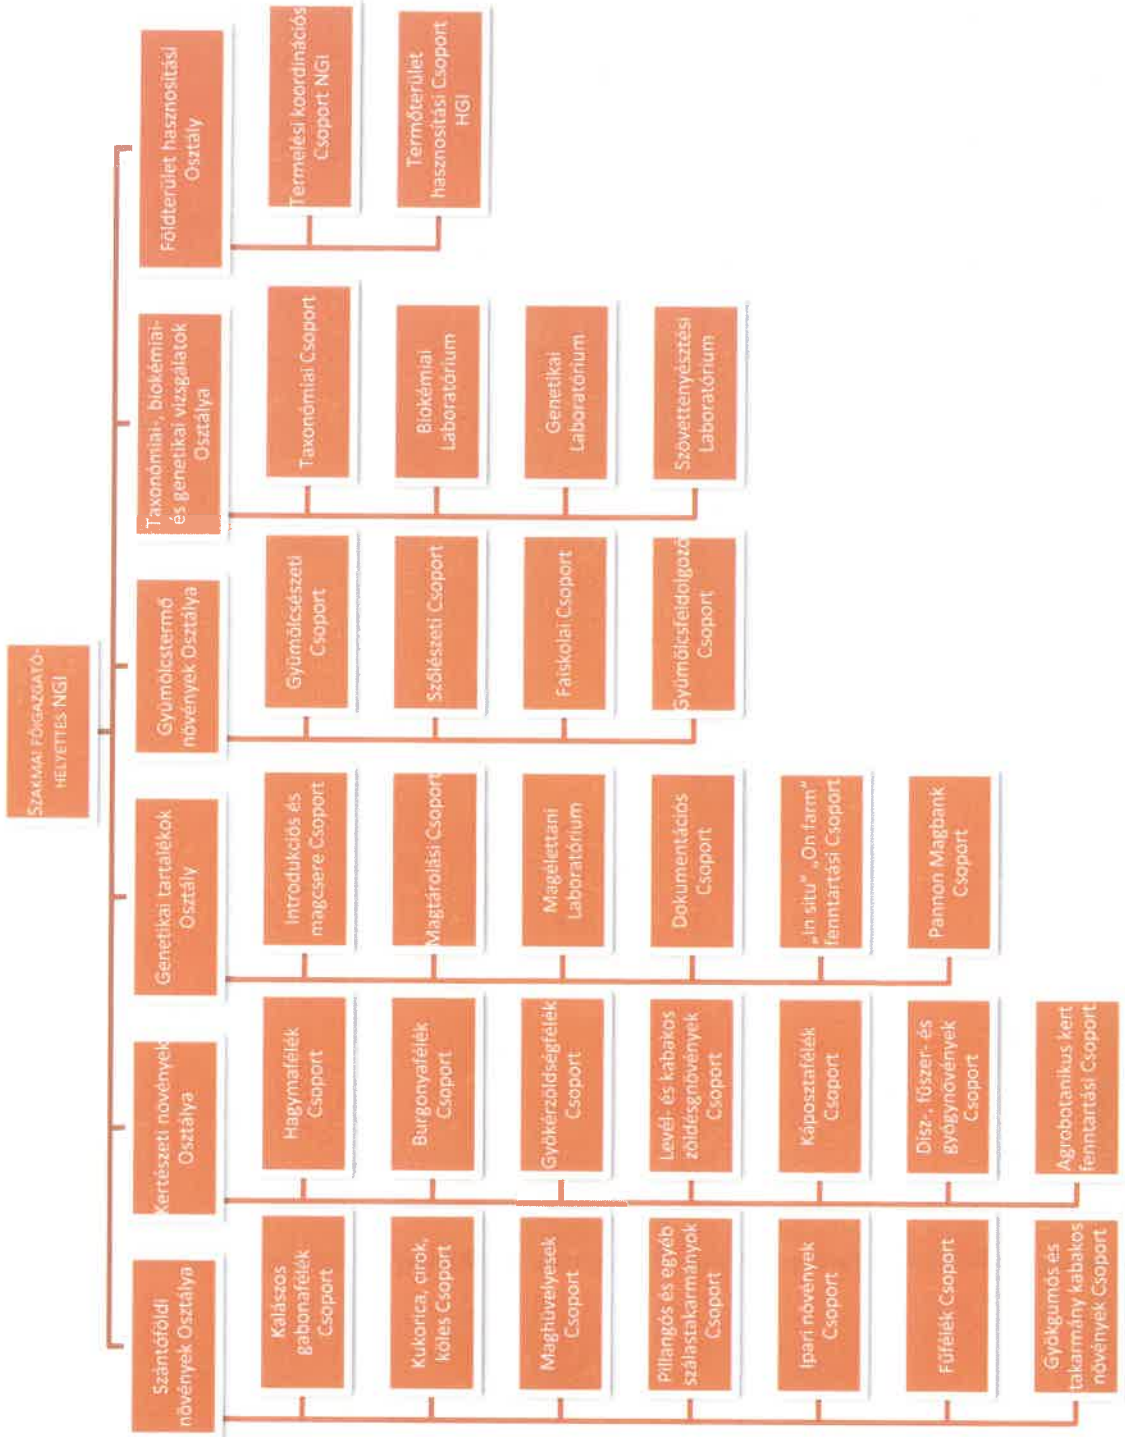 SZAKMAI FŐIGAZGAYÓ-
HELYETTES NGI
Szántóföldi
növények Osztálya
Kalászos
gabonafélék
Csoport
Kukorica, cirok,
köles Csoport
Maghüvelyesek
Csoport
Pillangós és egyéb
szálastakarmányok
Csoport
Ipari növények
Csoport
Fűfélék Csoport
Gyökgumós és
takarmány kabakos
növények Csoport
Kertészeti növények
Osztálya
Hagymafélék
Csoport
Burgonyafélék
Csoport
Gyökérzöldségfélék
Csoport
Levél- és kabakos
zöldésgnövények
Csoport
Káposztafélék
Csoport
Dísz-, fűszer- és
gyógynövények
Csoport
Agrobotanikus kert
fenntartási Csoport
Genetikai tartalékok
Osztály
Introdukciós és
magcsere Csoport
Magtárolási Csoport
Magélettani
Laboratórium
Dokumentációs
Csoport
„In situ” „On farm”
fenntartási Csoport
Pannon Magbank
Csoport
Gyümölcstermő
növények Osztálya
Gyümölcsészeti
Csoport
Szőlészeti Csoport
Faiskolai Csoport
Gyümölcsfeldolgozó
Csoport
Taxonómiai-, biokémiai-
és genetikai vizsgálatok
Osztálya
Taxonómiai Csoport
Biokémiai
Laboratórium
Genetikai
Laboratórium
Szövettenyésztési
Laboratórium
Földterület hasznosítási
Osztály
Termelési koordinációs
Csoport NGI
Termőterület
hasznosítási Csoport
HGI